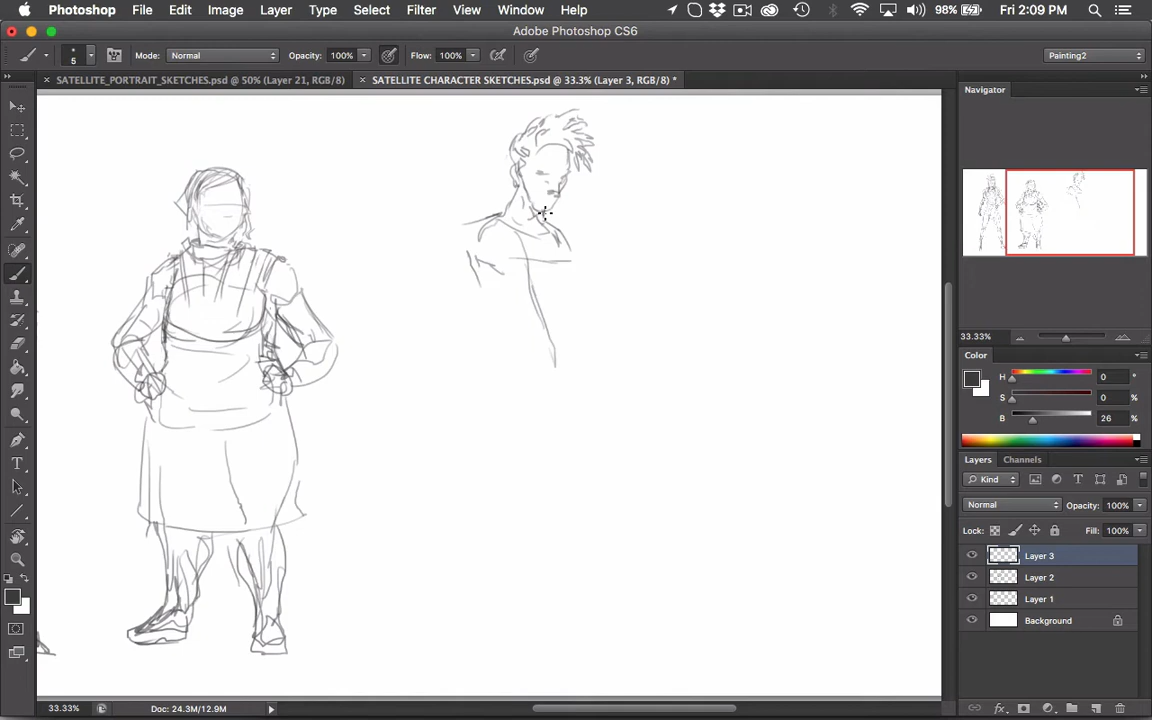 Photoshop File Edit Image Layer Type Select Filter View Window Help 98% Fri 2:09 PM
Adobe Photoshop CS6
5 Mode: Normal Opacity: 100% Flow: 100% Painting2
SATELLITE_PORTRAIT_SKETCHES.psd @ 50% (Layer 21, RGB/8) SATELLITE CHARACTER SKETCHES.psd @ 33.3% (Layer 3, RGB/8) *
Navigator
33.33%
Color
H 0 °
S 0 %
B 26 %
Layers Channels
Kind
Normal Opacity: 100%
Lock: Fill: 100%
Layer 3
Layer 2
Layer 1
Background
33.33% Doc: 24.3M/12.9M